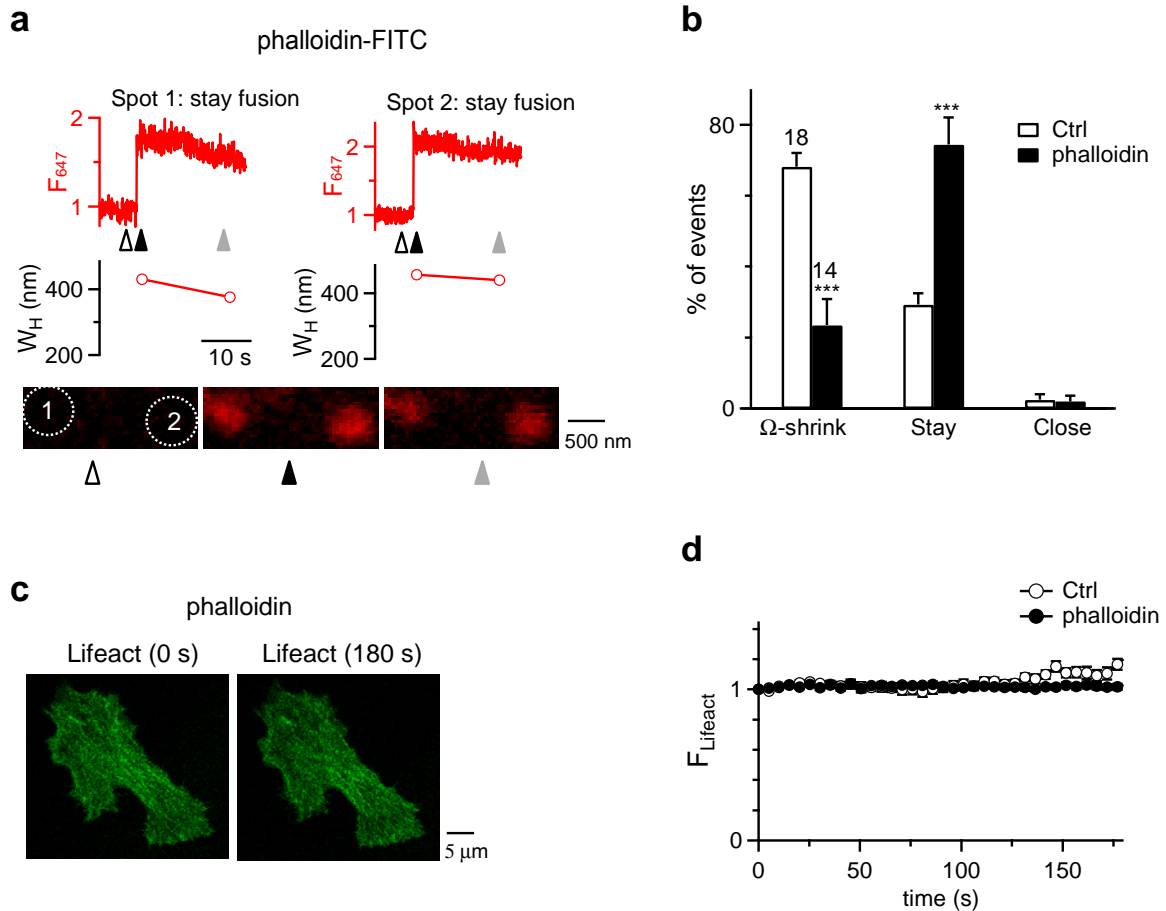 a
phalloidin-FITC
Spot 1: stay fusion
Spot 2: stay fusion
2
1
F647
2
1
F647
400
200
WH (nm)
10 s
400
200
WH (nm)
1
2
500 nm
b
Ctrl
phalloidin
80
0
% of events
18
14
***
***
Ω-shrink
Stay
Close
c
phalloidin
Lifeact (0 s)
Lifeact (180 s)
5 μm
d
Ctrl
phalloidin
1
0
FLifeact
0
50
100
150
time (s)